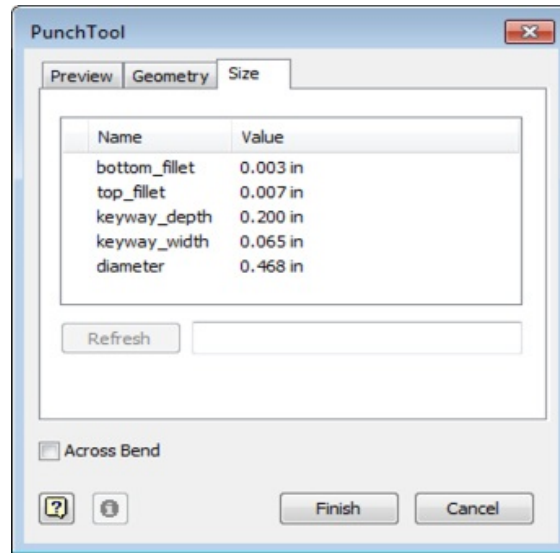 PunchTool
Preview Geometry Size
Name Value
bottom_fillet 0.003 in
top_fillet 0.007 in
keyway_depth 0.200 in
keyway_width 0.065 in
diameter 0.468 in
Refresh
Across Bend
Finish Cancel